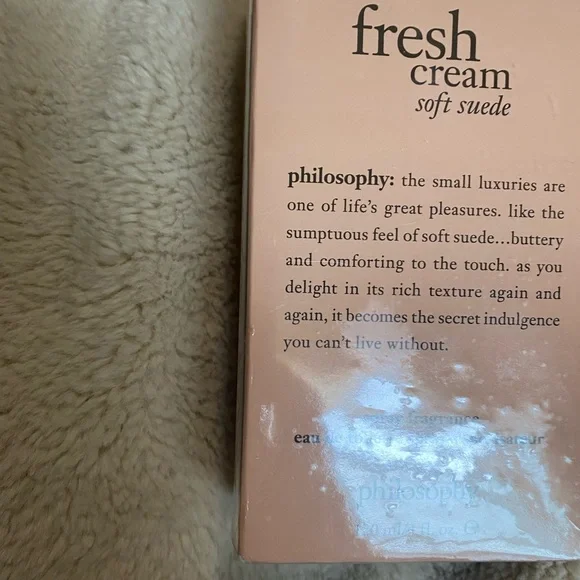 fresh
cream
soft suede
philosophy: the small luxuries are
one of life's great pleasures. like the
sumptuous feel of soft suede...buttery
and comforting to the touch. as you
delight in its rich texture again and
again, it becomes the secret indulgence
you can't live without.
fragrance
eau
philosophy